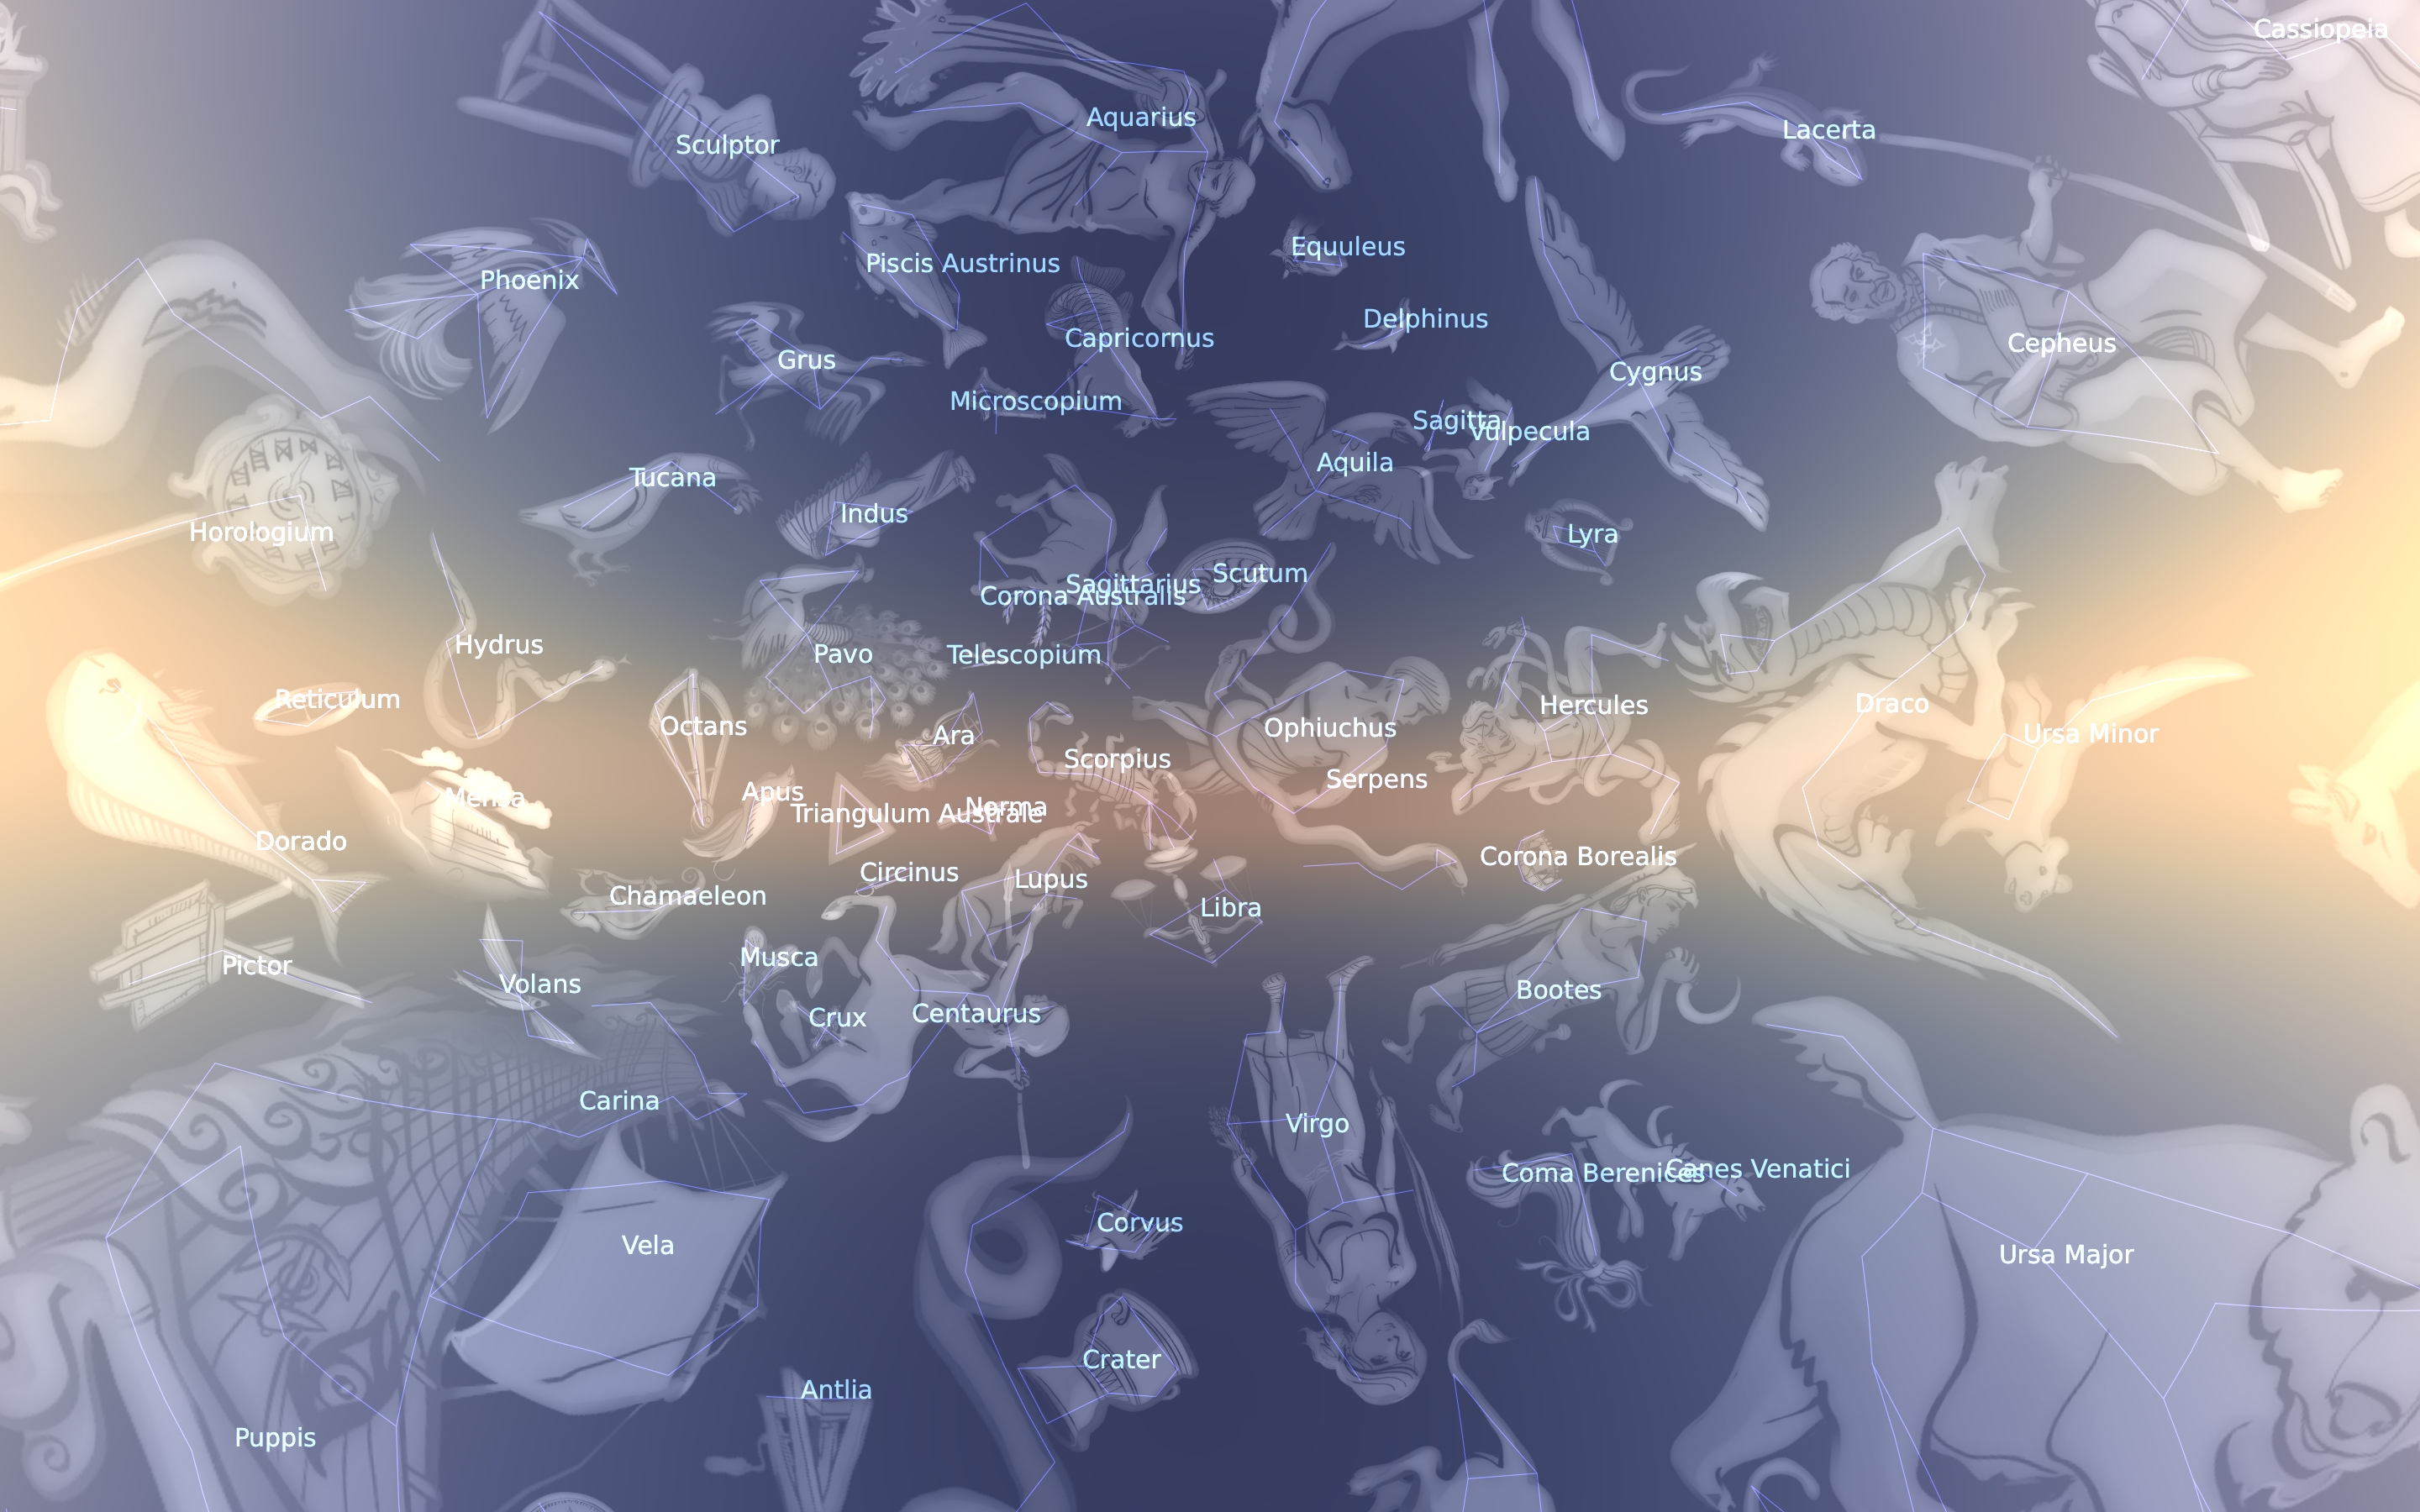 Cassiopeia
Aquarius
Lacerta
Sculptor
Equuleus
Piscis Austrinus
Phoenix
Delphinus
Capricornus
Cepheus
Grus
Cygnus
Microscopium
Sagitta
Vulpecula
Aquila
Tucana
Indus
Horologium
Lyra
Scutum
Sagittarius
Corona Australis
Hydrus
Pavo
Telescopium
Reticulum
Draco
Hercules
Octans
Ophiuchus
Ara
Ursa Minor
Scorpius
Serpens
Apus
Mensa
Norma
Triangulum Australe
Dorado
Corona Borealis
Circinus
Lupus
Chamaeleon
Libra
Musca
Pictor
Volans
Bootes
Centaurus
Crux
Carina
Virgo
Canes Venatici
Coma Berenices
Corvus
Vela
Ursa Major
Crater
Antlia
Puppis